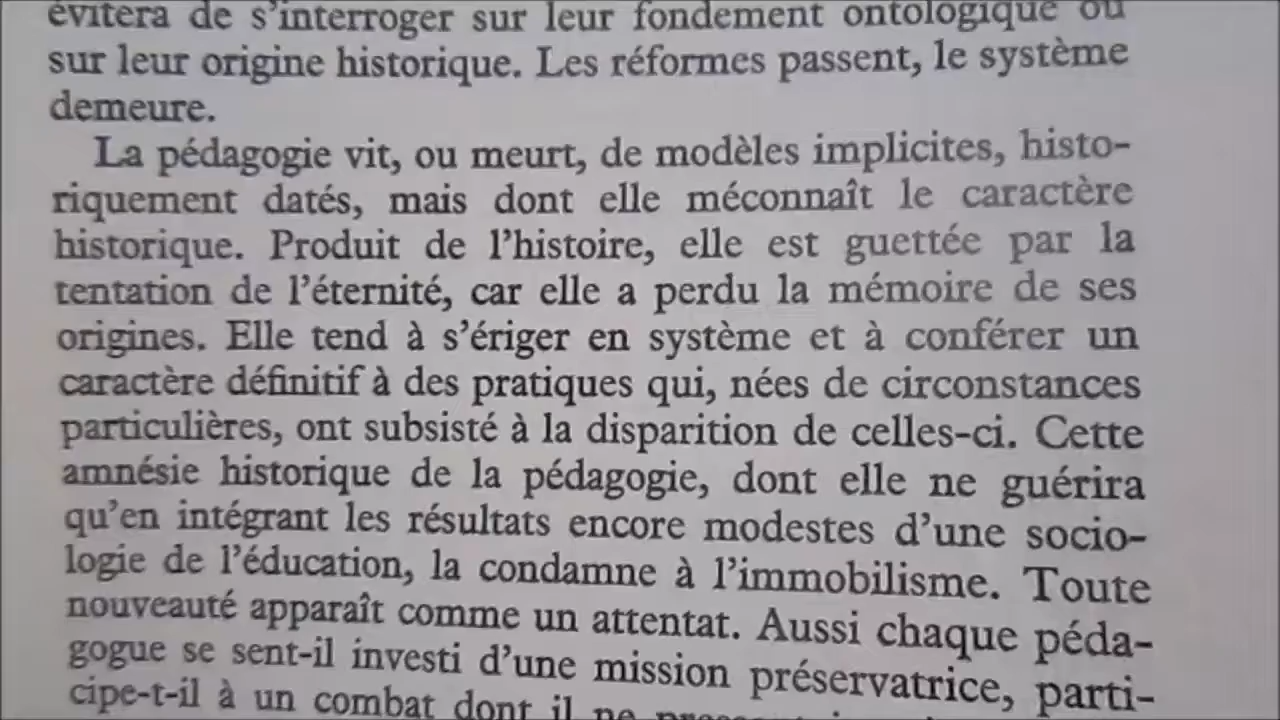 évitera de s'interroger sur leur fondement ontologique ou
sur leur origine historique. Les réformes passent, le système
demeure.
La pédagogie vit, ou meurt, de modèles implicites, histo-
riquement datés, mais dont elle méconnaît le caractère
historique. Produit de l'histoire, elle est guettée par la
tentation de l'éternité, car elle a perdu la mémoire de ses
origines. Elle tend à s'ériger en système et à conférer un
caractère définitif à des pratiques qui, nées de circonstances
particulières, ont subsisté à la disparition de celles-ci. Cette
amnésie historique de la pédagogie, dont elle ne guérira
qu'en intégrant les résultats encore modestes d'une socio-
logie de l'éducation, la condamne à l'immobilisme. Toute
nouveauté apparaît comme un attentat. Aussi chaque péda-
gogue se sent-il investi d'une mission préservatrice, parti-
cipe-t-il à un combat dont il ne